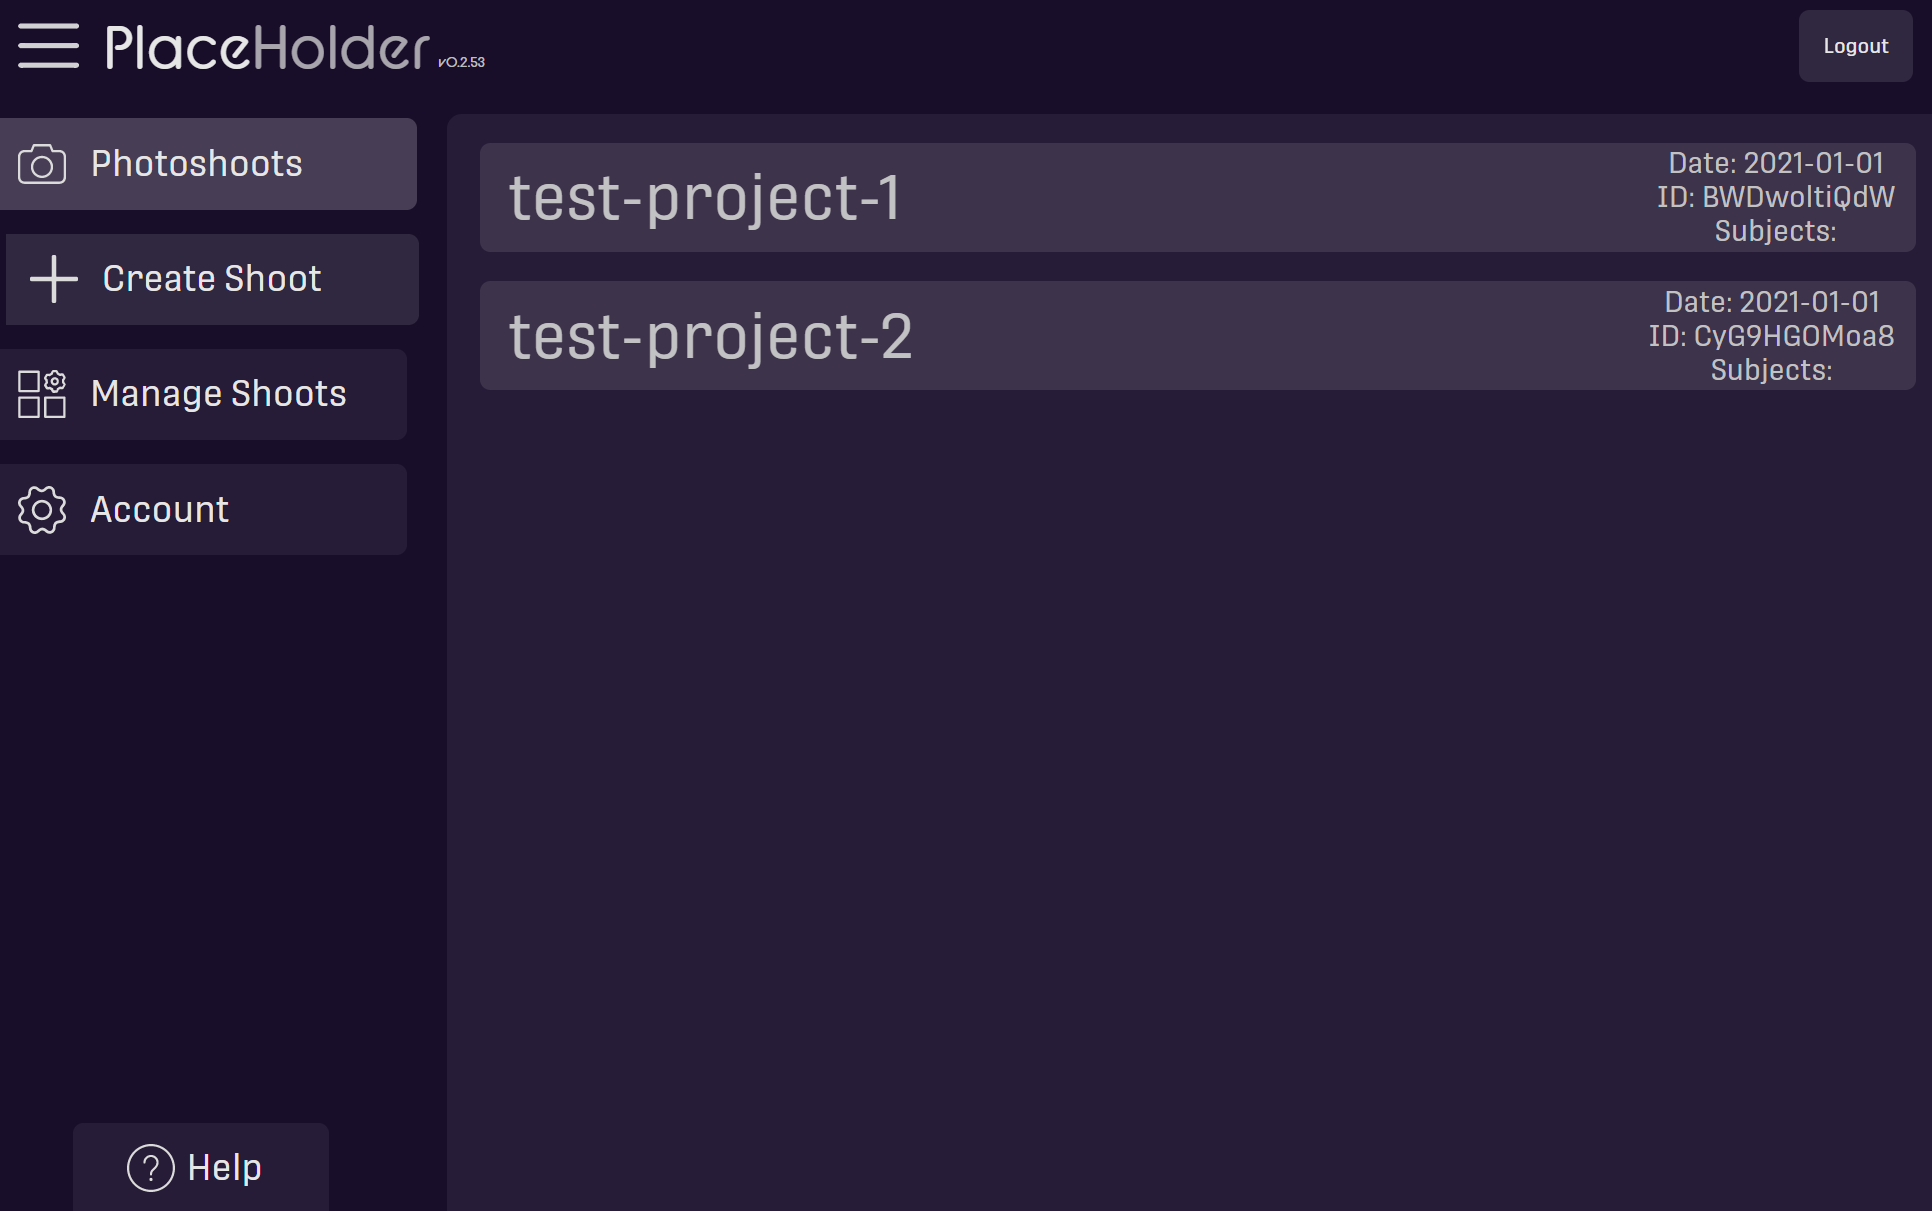 PlaceHolder v0.2.53
Logout
Photoshoots
Create Shoot
Manage Shoots
Account
Help
test-project-1
Date: 2021-01-01
ID: BWDwoltiQdW
Subjects:
test-project-2
Date: 2021-01-01
ID: CyG9HGOMoa8
Subjects: